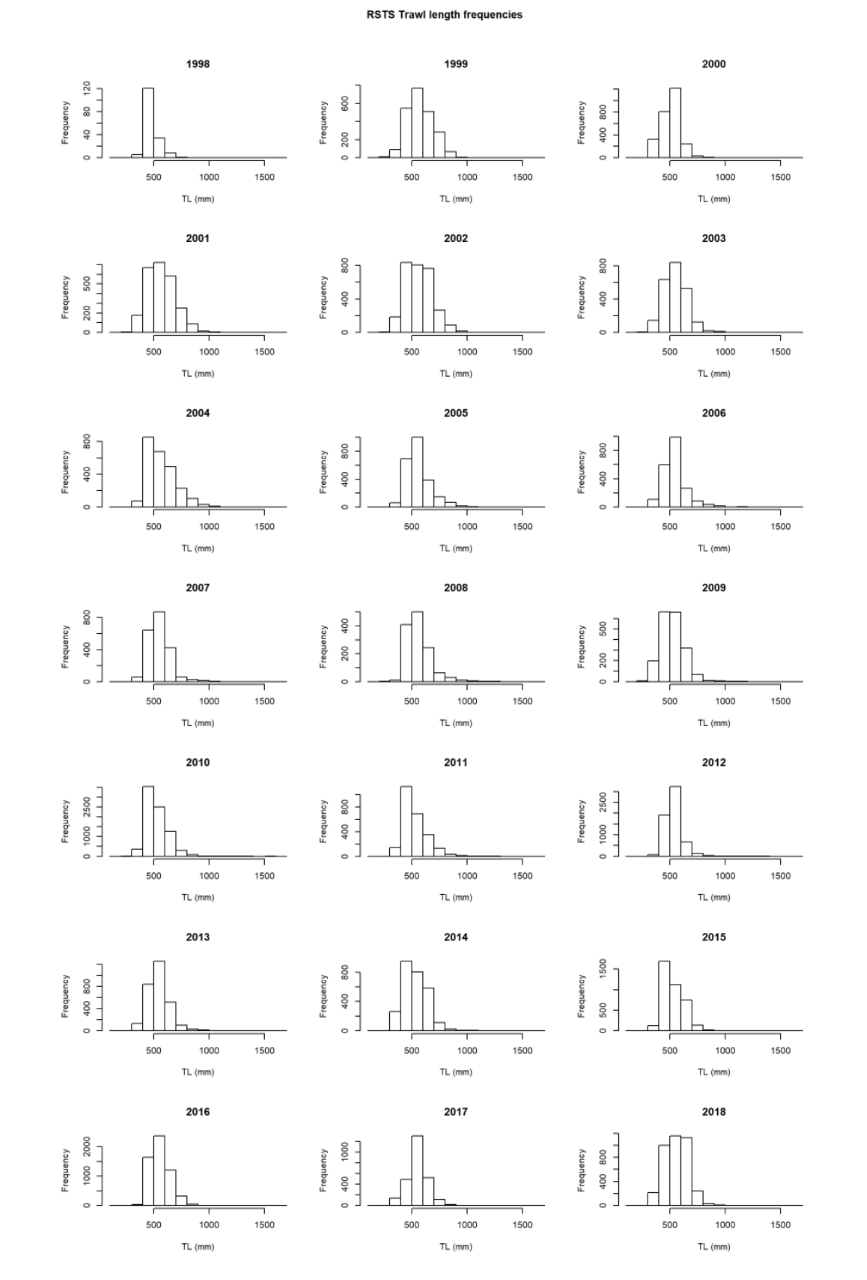 RSTS Trawl length frequencies
1998
Frequency
0 40 80 120
500 1000 1500
TL (mm)
1999
Frequency
0 200 600
500 1000 1500
TL (mm)
2000
Frequency
0 400 800
500 1000 1500
TL (mm)
2001
Frequency
0 200 500
500 1000 1500
TL (mm)
2002
Frequency
0 400 800
500 1000 1500
TL (mm)
2003
Frequency
0 400 800
500 1000 1500
TL (mm)
2004
Frequency
0 400 800
500 1000 1500
TL (mm)
2005
Frequency
0 400 800
500 1000 1500
TL (mm)
2006
Frequency
0 400 800
500 1000 1500
TL (mm)
2007
Frequency
0 400 800
500 1000 1500
TL (mm)
2008
Frequency
0 200 400
500 1000 1500
TL (mm)
2009
Frequency
0 200 500
500 1000 1500
TL (mm)
2010
Frequency
0 1000 2500
500 1000 1500
TL (mm)
2011
Frequency
0 400 800
500 1000 1500
TL (mm)
2012
Frequency
0 1000 2500
500 1000 1500
TL (mm)
2013
Frequency
0 400 800
500 1000 1500
TL (mm)
2014
Frequency
0 400 800
500 1000 1500
TL (mm)
2015
Frequency
0 500 1500
500 1000 1500
TL (mm)
2016
Frequency
0 1000 2000
500 1000 1500
TL (mm)
2017
Frequency
0 400 1000
500 1000 1500
TL (mm)
2018
Frequency
0 400 800
500 1000 1500
TL (mm)